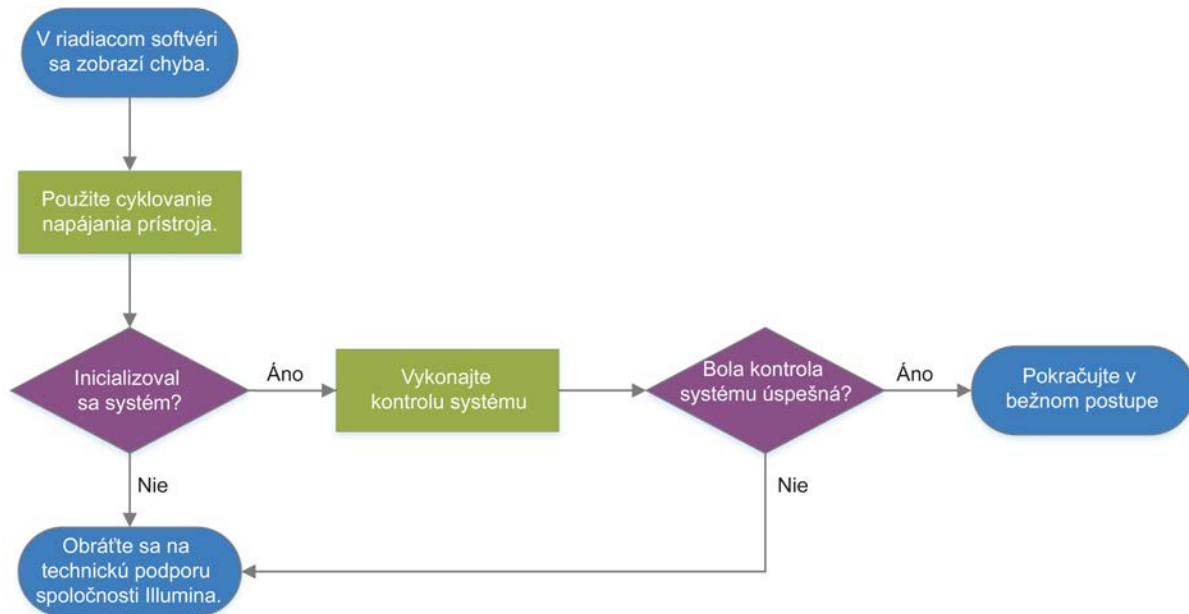 V riadiacom softvéri
sa zobrazí chyba.
Použite cyklovanie
napájania prístroja.
Inicializoval
sa systém?
Áno
Vykonajte
kontrolu systému
Bola kontrola
systému úspešná?
Áno
Pokračujte v
bežnom postupe
Nie
Nie
Obráťte sa na
technickú podporu
spoločnosti Illumina.